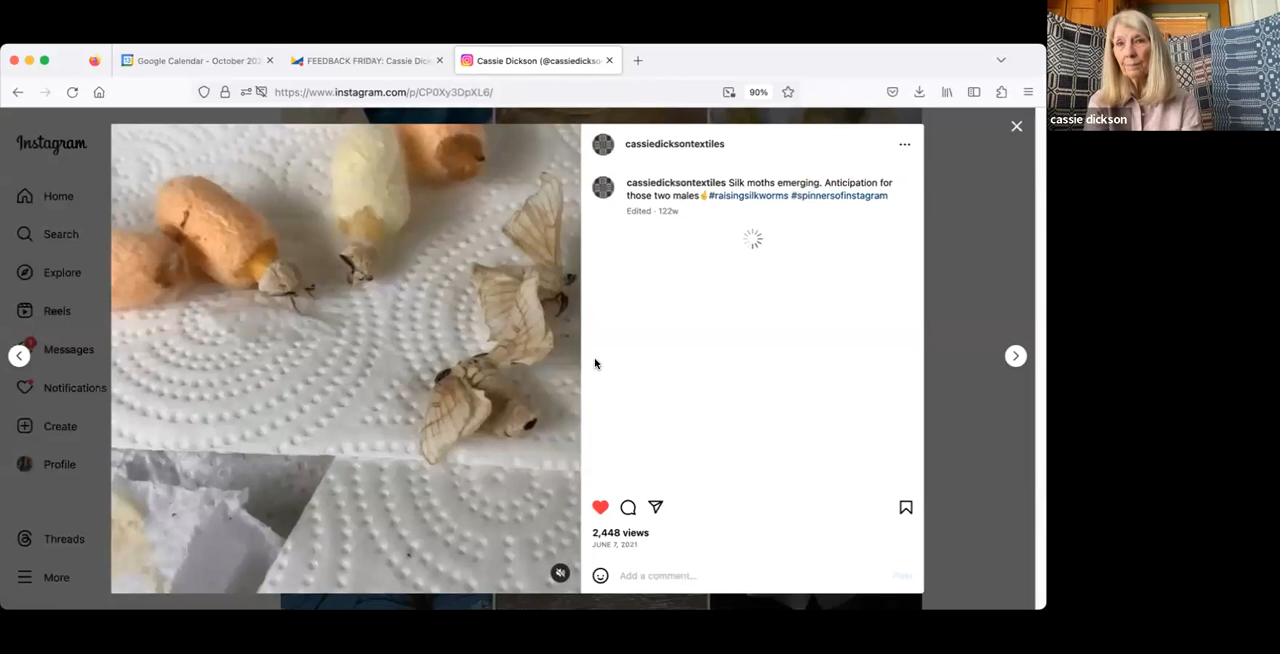 Google Calendar - October 202
FEEDBACK FRIDAY: Cassie Dick
Cassie Dickson (@cassiedickso
https://www.instagram.com/p/CP0Xy3DpXL6/
90%
cassie dickson
Instagram
Home
Search
Explore
Reels
1
Messages
Notifications
Create
Profile
Threads
More
cassiedicksontextiles
cassiedicksontextiles Silk moths emerging. Anticipation for
those two males🤞#raisingsilkworms #spinnersofinstagram
Edited · 122w
2,448 views
JUNE 7, 2021
Add a comment...
Post